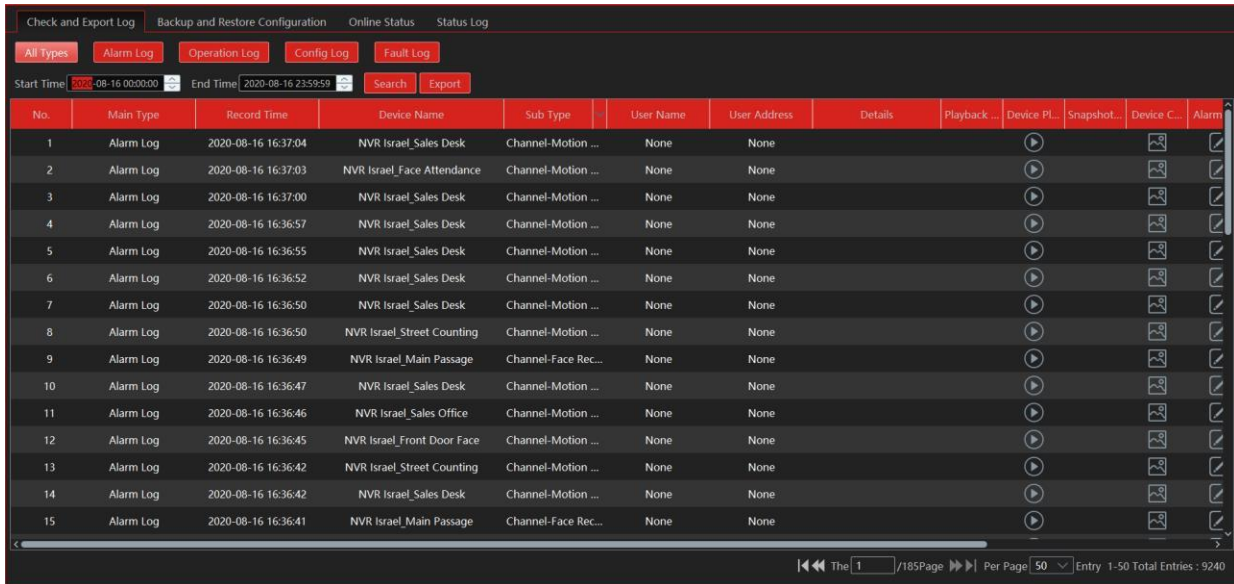 Check and Export Log Backup and Restore Configuration Online Status Status Log
All Types Alarm Log Operation Log Config Log Fault Log
Start Time 2020-08-16 00:00:00 End Time 2020-08-16 23:59:59 Search Export
No. Main Type Record Time Device Name Sub Type User Name User Address Details Playback ... Device Pl... Snapshot... Device C... Alarm
1 Alarm Log 2020-08-16 16:37:04 NVR Israel_Sales Desk Channel-Motion ... None None
2 Alarm Log 2020-08-16 16:37:03 NVR Israel_Face Attendance Channel-Motion ... None None
3 Alarm Log 2020-08-16 16:37:00 NVR Israel_Sales Desk Channel-Motion ... None None
4 Alarm Log 2020-08-16 16:36:57 NVR Israel_Sales Desk Channel-Motion ... None None
5 Alarm Log 2020-08-16 16:36:55 NVR Israel_Sales Desk Channel-Motion ... None None
6 Alarm Log 2020-08-16 16:36:52 NVR Israel_Sales Desk Channel-Motion ... None None
7 Alarm Log 2020-08-16 16:36:50 NVR Israel_Sales Desk Channel-Motion ... None None
8 Alarm Log 2020-08-16 16:36:50 NVR Israel_Street Counting Channel-Motion ... None None
9 Alarm Log 2020-08-16 16:36:49 NVR Israel_Main Passage Channel-Face Rec... None None
10 Alarm Log 2020-08-16 16:36:47 NVR Israel_Sales Desk Channel-Motion ... None None
11 Alarm Log 2020-08-16 16:36:46 NVR Israel_Sales Office Channel-Motion ... None None
12 Alarm Log 2020-08-16 16:36:45 NVR Israel_Front Door Face Channel-Motion ... None None
13 Alarm Log 2020-08-16 16:36:42 NVR Israel_Street Counting Channel-Motion ... None None
14 Alarm Log 2020-08-16 16:36:42 NVR Israel_Sales Desk Channel-Motion ... None None
15 Alarm Log 2020-08-16 16:36:41 NVR Israel_Main Passage Channel-Face Rec... None None
The 1 /185Page Per Page 50 Entry 1-50 Total Entries : 9240